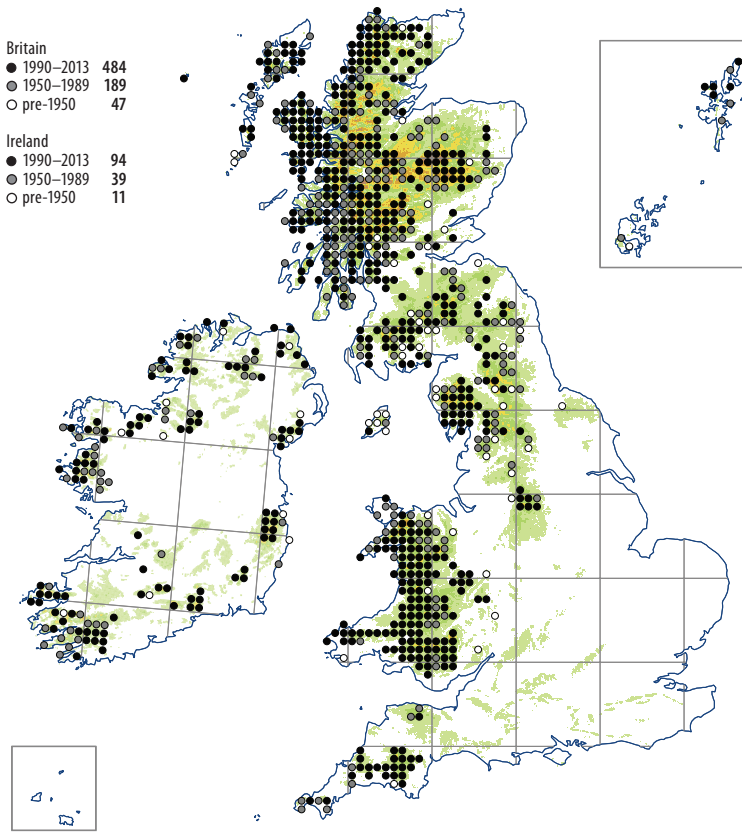 Britain
1990–2013 484
1950–1989 189
pre-1950 47
Ireland
1990–2013 94
1950–1989 39
pre-1950 11